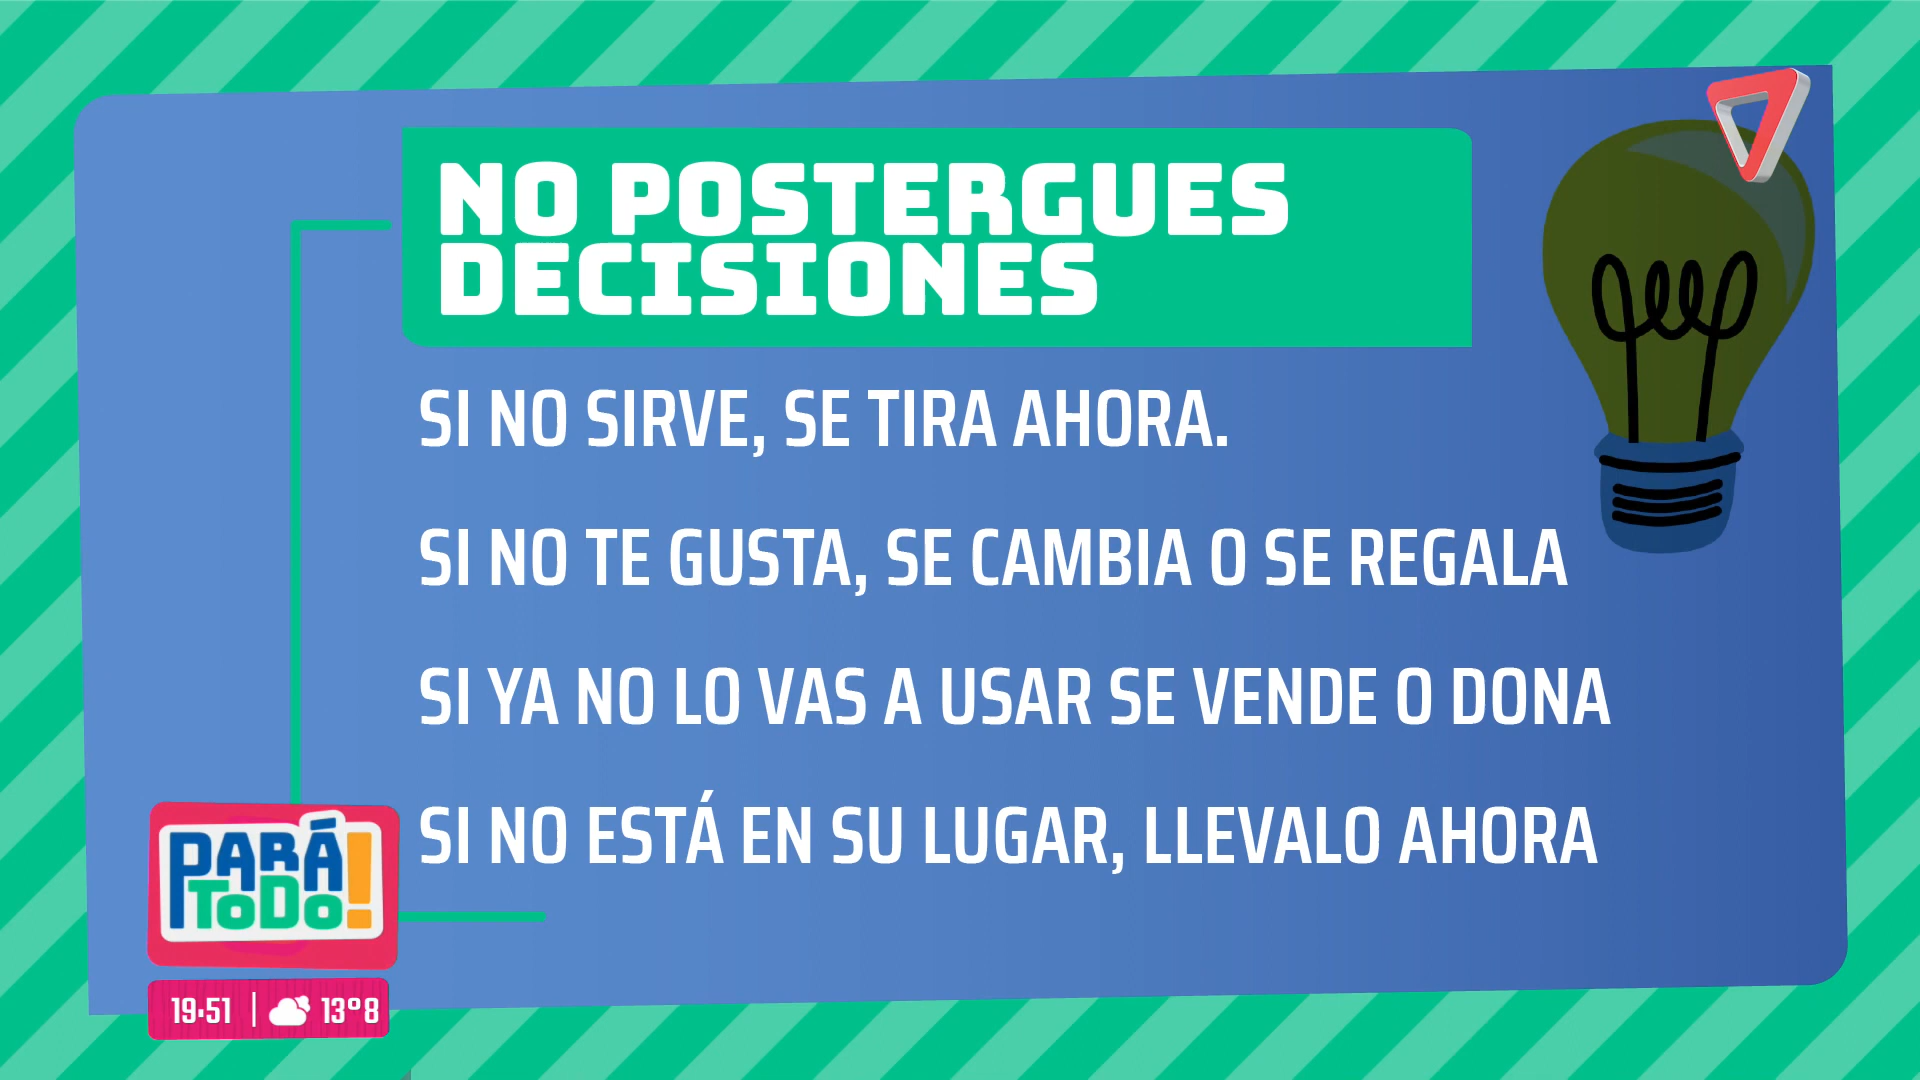 NO POSTERGUES
DECISIONES
SI NO SIRVE, SE TIRA AHORA.
SI NO TE GUSTA, SE CAMBIA O SE REGALA
SI YA NO LO VAS A USAR SE VENDE O DONA
SI NO ESTÁ EN SU LUGAR, LLEVALO AHORA
PARÁ
TODO!
19:51 | 13°8